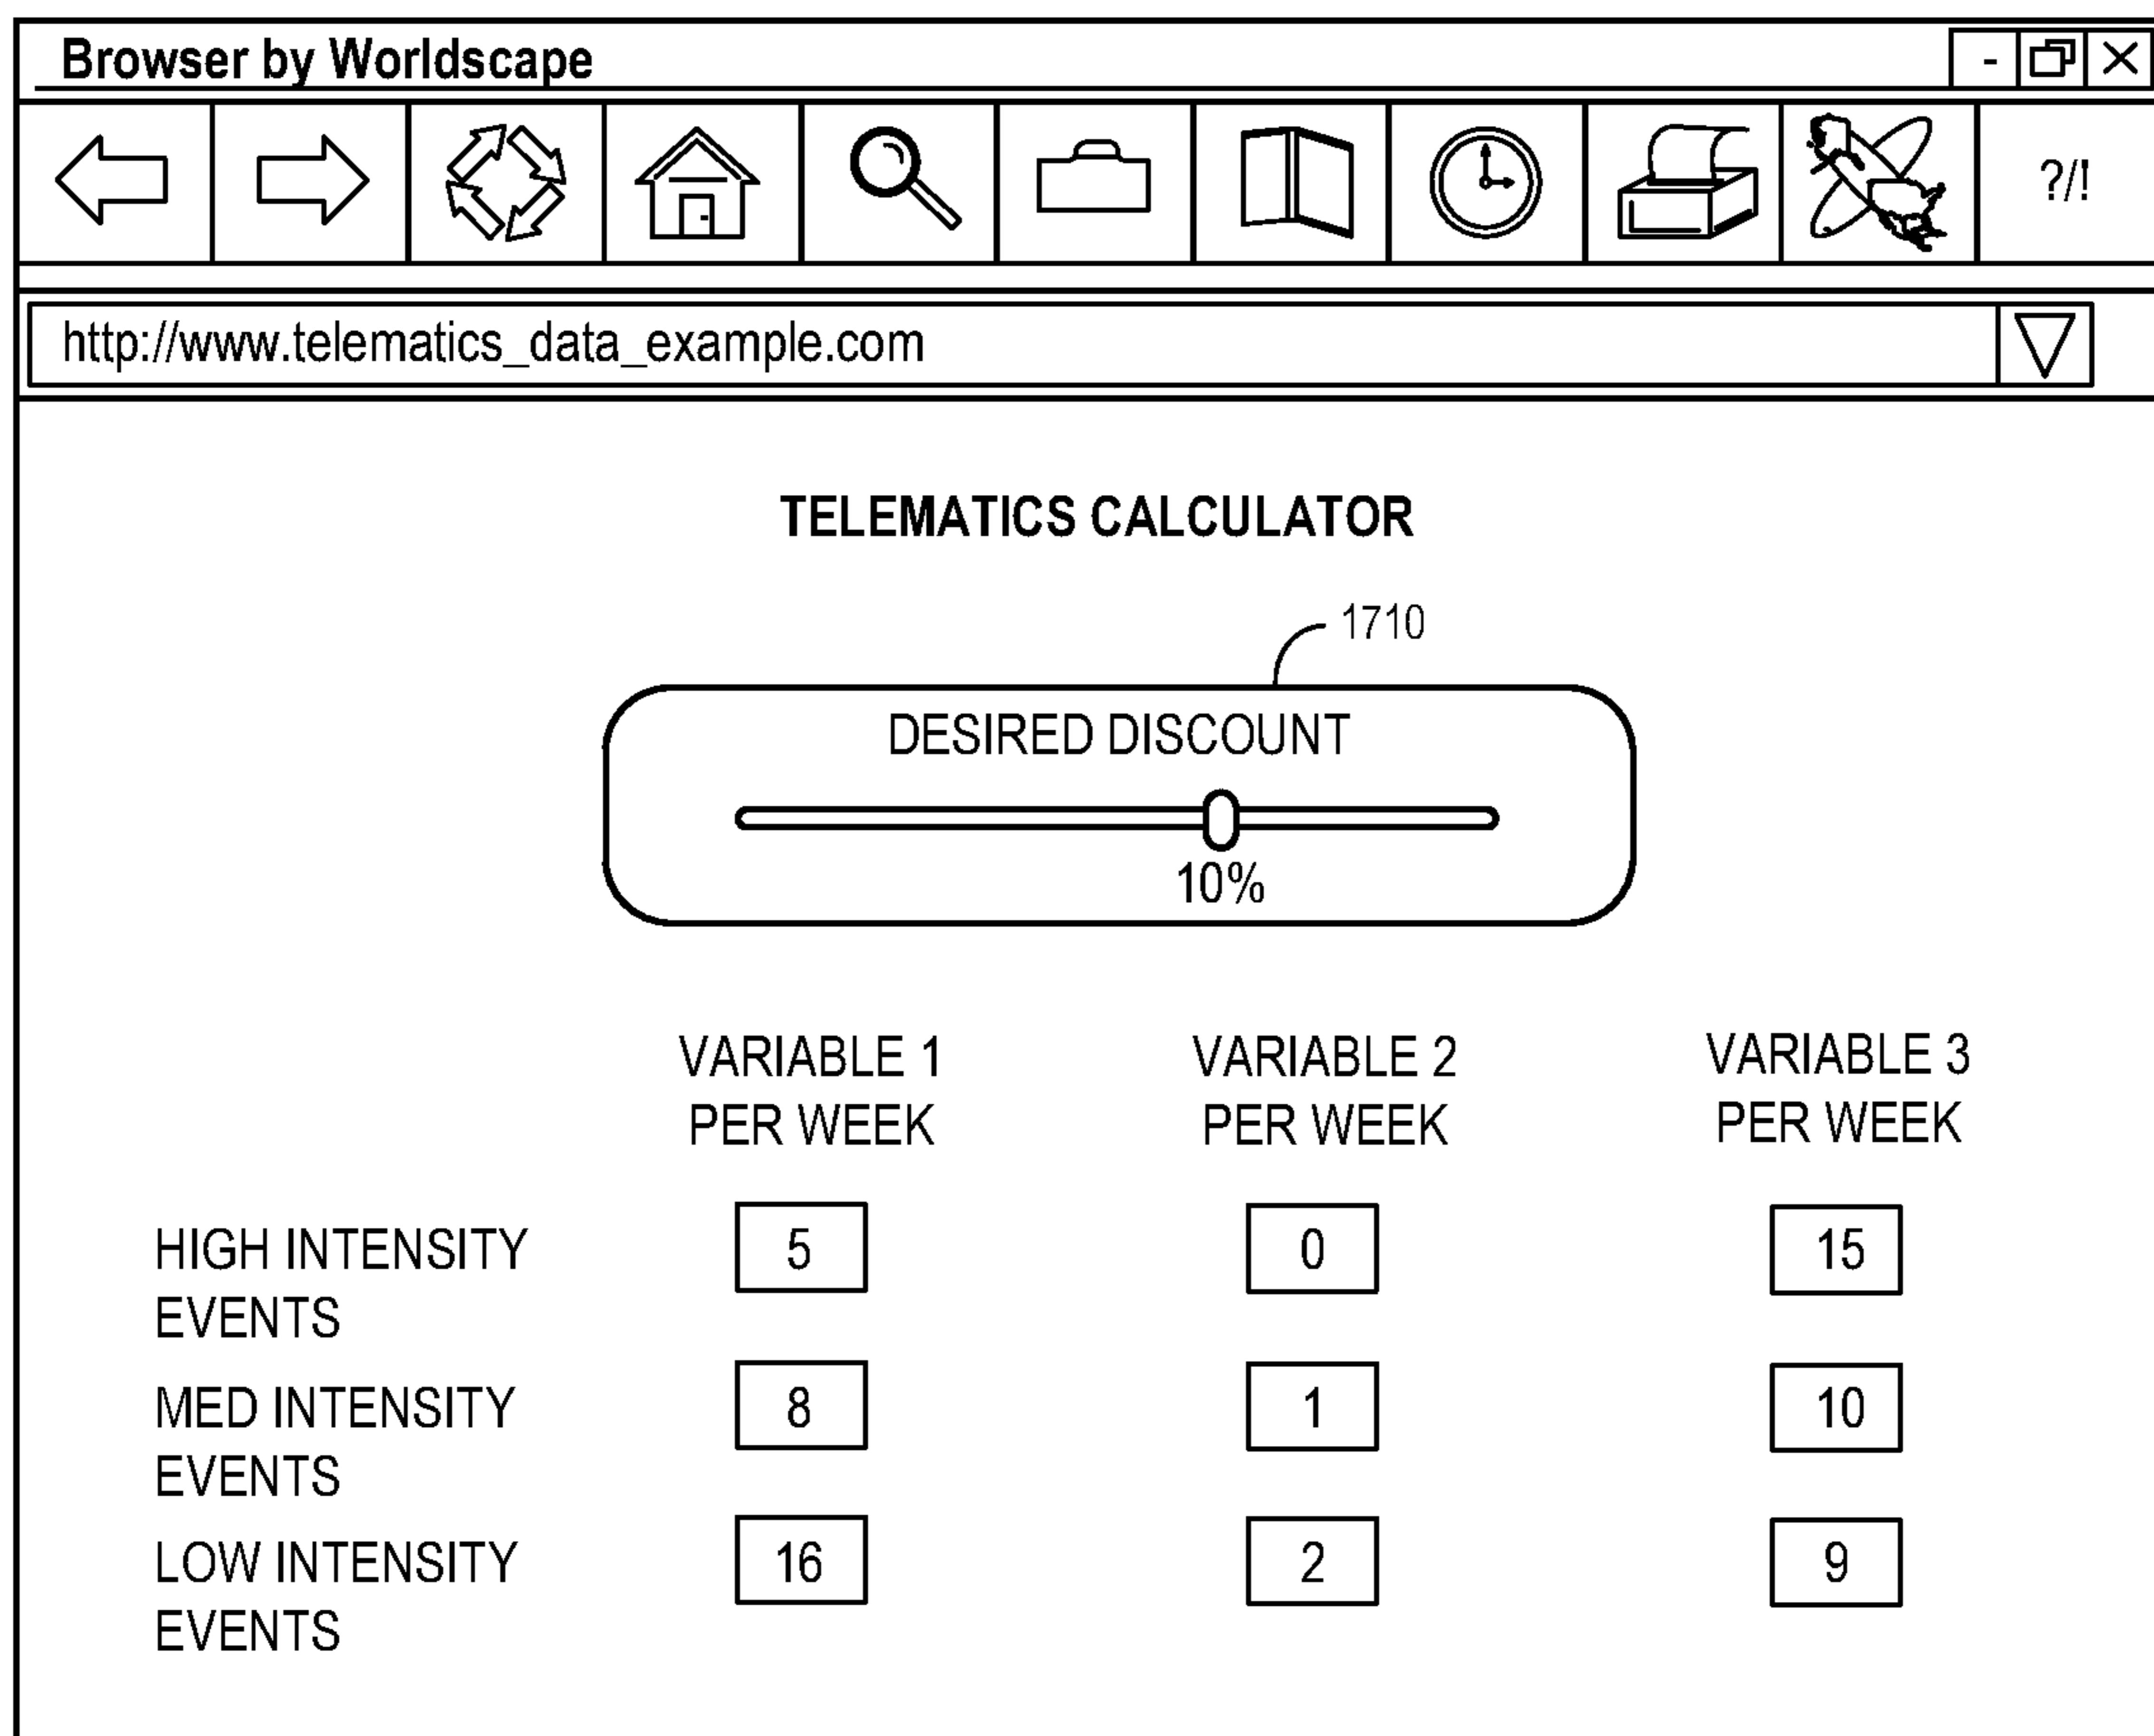 Browser by Worldscape
-
?/!
http://www.telematics_data_example.com
TELEMATICS CALCULATOR
1710
DESIRED DISCOUNT
10%
VARIABLE 1 VARIABLE 2 VARIABLE 3
PER WEEK PER WEEK PER WEEK
HIGH INTENSITY 5 0 15
EVENTS
MED INTENSITY 8 1 10
EVENTS
LOW INTENSITY 16 2 9
EVENTS